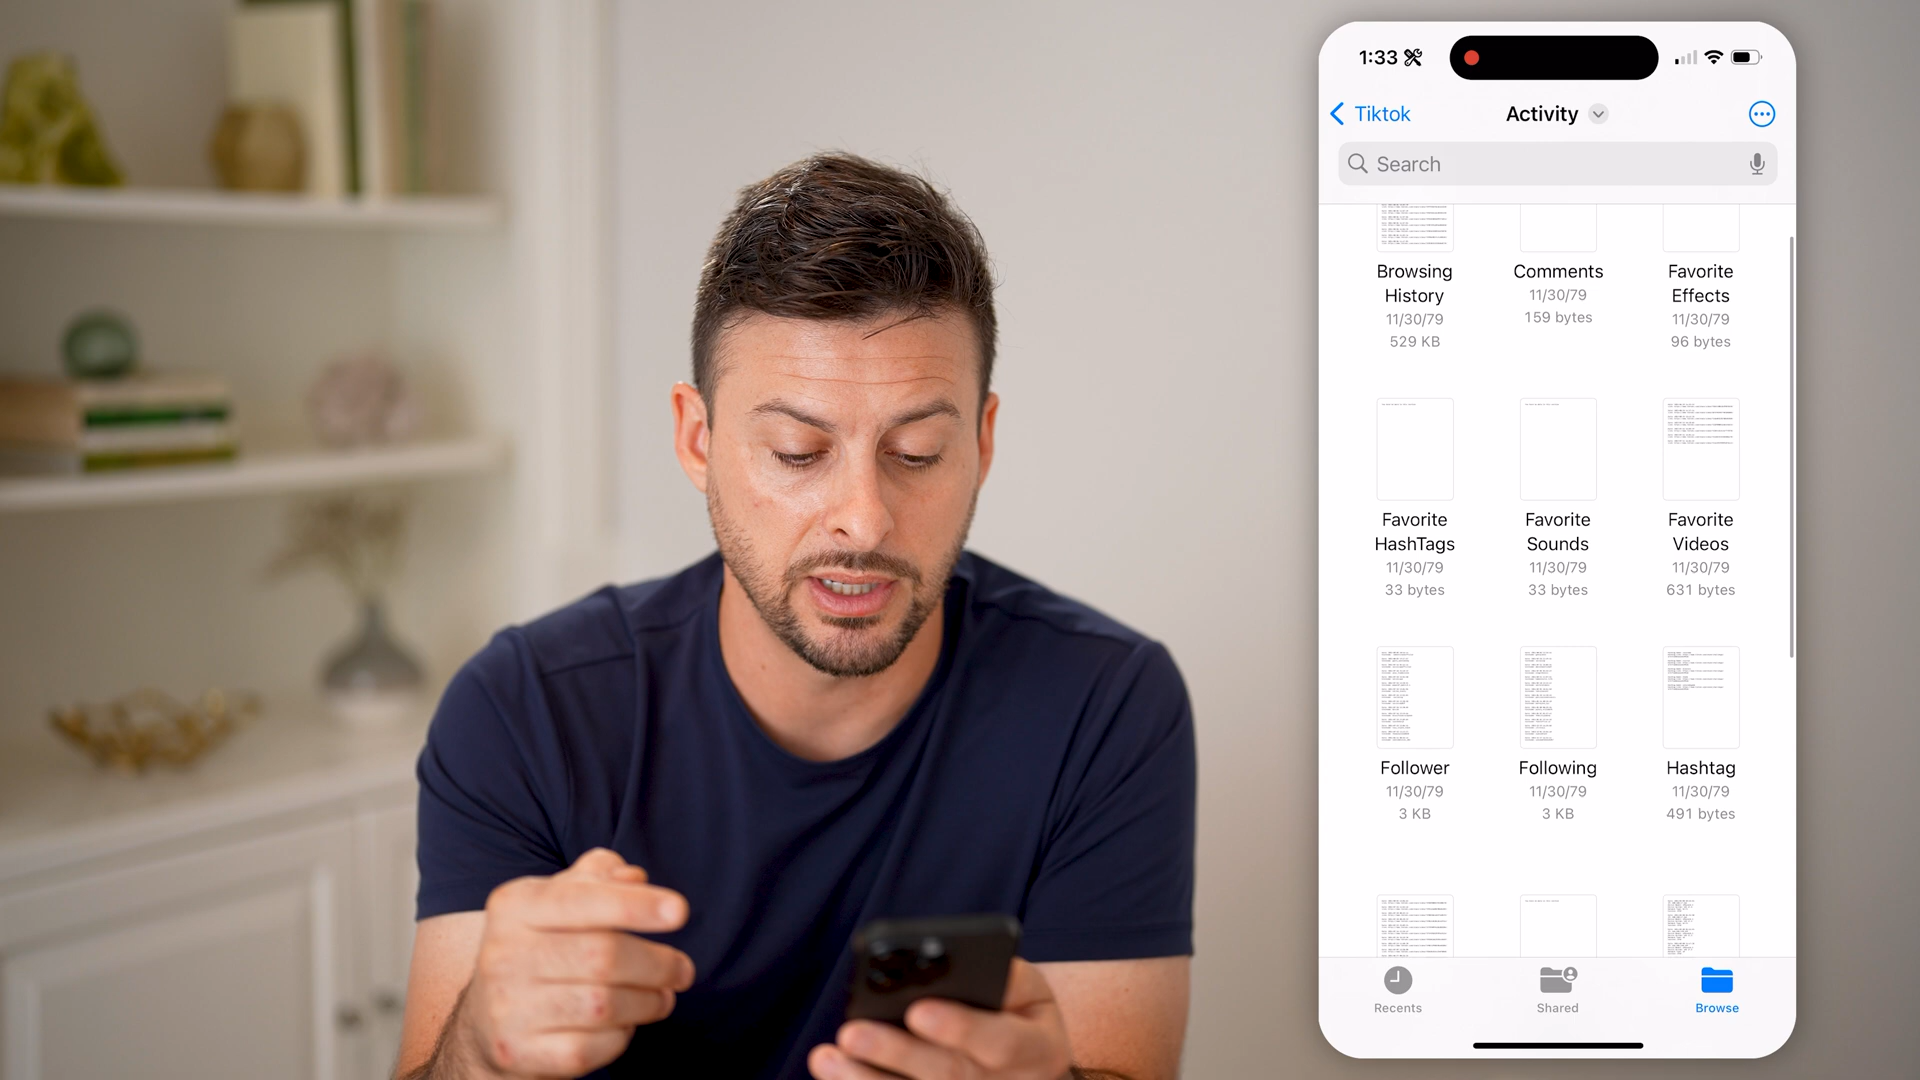 1:33
Tiktok
Activity
Search
Browsing
History
11/30/79
529 KB
Comments
11/30/79
159 bytes
Favorite
Effects
11/30/79
96 bytes
Favorite
HashTags
11/30/79
33 bytes
Favorite
Sounds
11/30/79
33 bytes
Favorite
Videos
11/30/79
631 bytes
Follower
11/30/79
3 KB
Following
11/30/79
3 KB
Hashtag
11/30/79
491 bytes
Recents
Shared
Browse